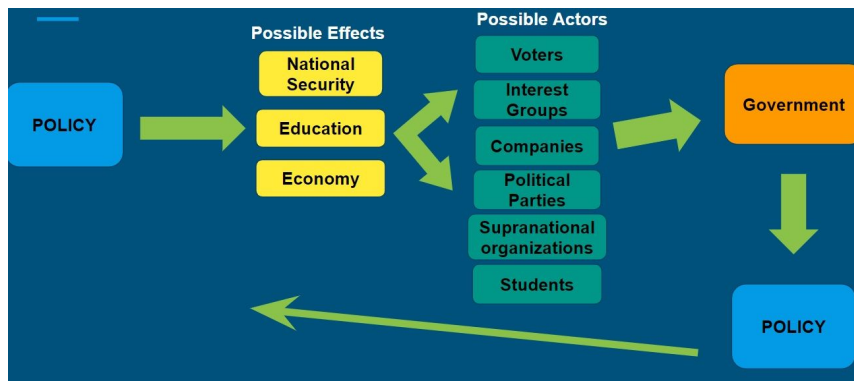 Possible Effects
Possible Actors
POLICY
National
Security
Education
Economy
Voters
Interest
Groups
Companies
Political
Parties
Supranational
organizations
Students
Government
POLICY